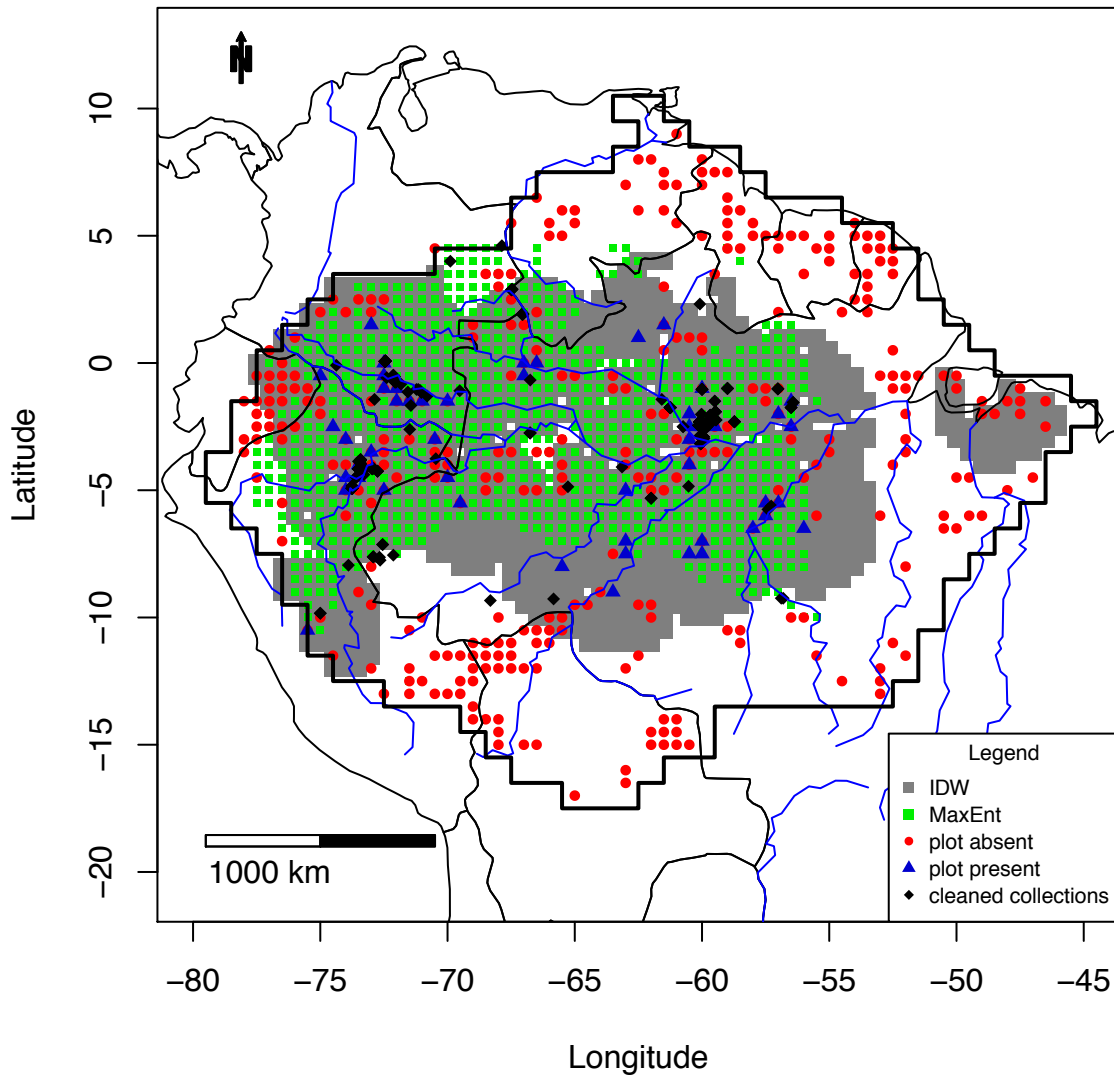 N
10
5
0
−5
−10
−15
−20
Latitude
1000 km
Legend
IDW
MaxEnt
plot absent
plot present
cleaned collections
−80 −75 −70 −65 −60 −55 −50 −45
Longitude